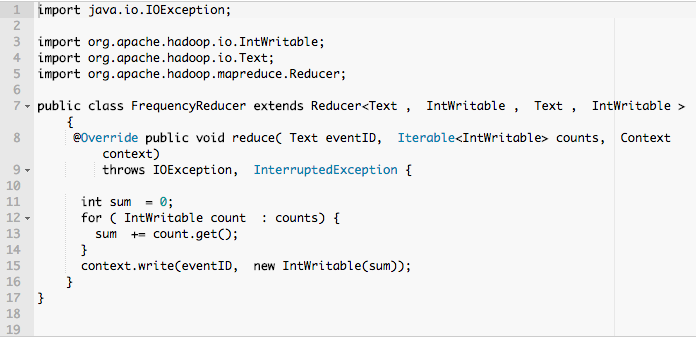 1 import java.io.IOException;
2
3 import org.apache.hadoop.io.IntWritable;
4 import org.apache.hadoop.io.Text;
5 import org.apache.hadoop.mapreduce.Reducer;
6
7 public class FrequencyReducer extends Reducer<Text , IntWritable , Text , IntWritable >
{
8 @Override public void reduce( Text eventID, Iterable<IntWritable> counts, Context
context)
9 throws IOException, InterruptedException {
10
11 int sum = 0;
12 for ( IntWritable count : counts) {
13 sum += count.get();
14 }
15 context.write(eventID, new IntWritable(sum));
16 }
17 }
18
19